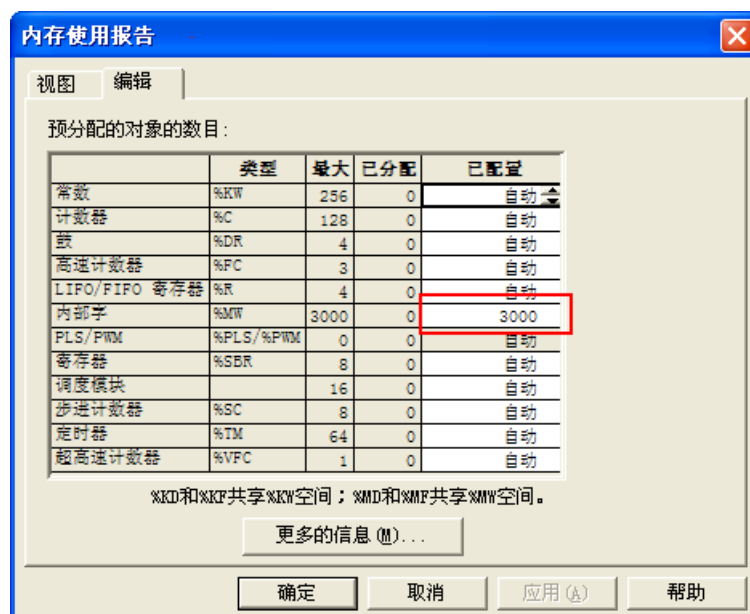 内存使用报告
视图 编辑
预分配的对象的数目:
类型 最大 已分配 已配置
常数 %KW 256 0 自动
计数器 %C 128 0 自动
鼓 %DR 4 0 自动
高速计数器 %FC 3 0 自动
LIFO/FIFO 寄存器 %R 4 0 自动
内部字 %MW 3000 0 3000
PLS/PWM %PLS/%PWM 0 0 自动
寄存器 %SBR 8 0 自动
调度模块 16 0 自动
步进计数器 %SC 8 0 自动
定时器 %TM 64 0 自动
超高速计数器 %VFC 1 0 自动
%KD和%KF共享%KW空间；%MD和%MF共享%MW空间。
更多的信息(M)...
确定 取消 应用(A) 帮助